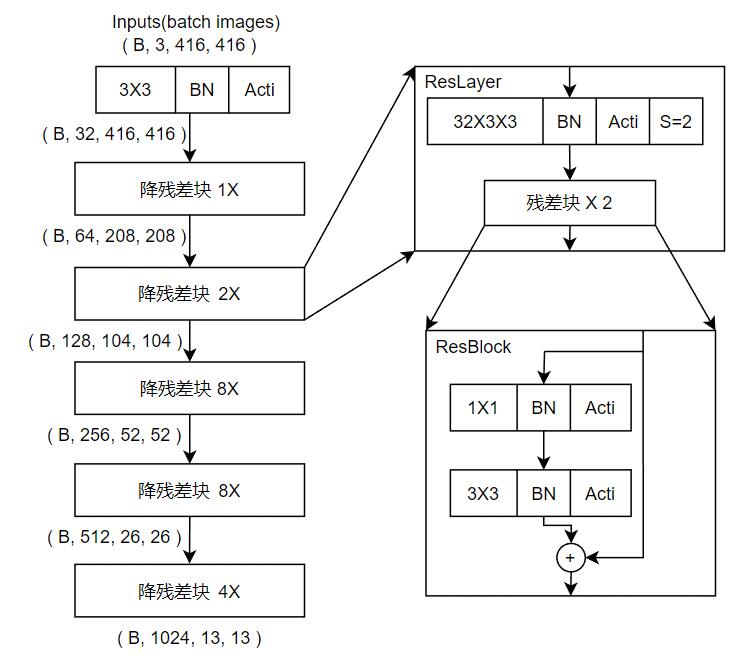 Inputs(batch images)
( B, 3, 416, 416 )
3X3 BN Acti
( B, 32, 416, 416 )
降残差块 1X
( B, 64, 208, 208 )
降残差块 2X
( B, 128, 104, 104 )
降残差块 8X
( B, 256, 52, 52 )
降残差块 8X
( B, 512, 26, 26 )
降残差块 4X
( B, 1024, 13, 13 )
ResLayer
32X3X3 BN Acti S=2
残差块 X 2
ResBlock
1X1 BN Acti
3X3 BN Acti
+